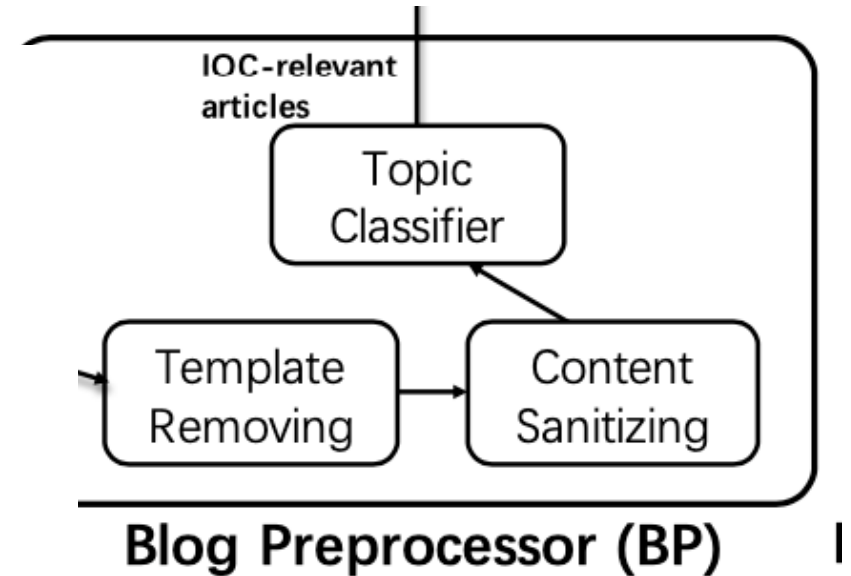 IOC-relevant
articles
Topic
Classifier
Template
Removing
Content
Sanitizing
Blog Preprocessor (BP)